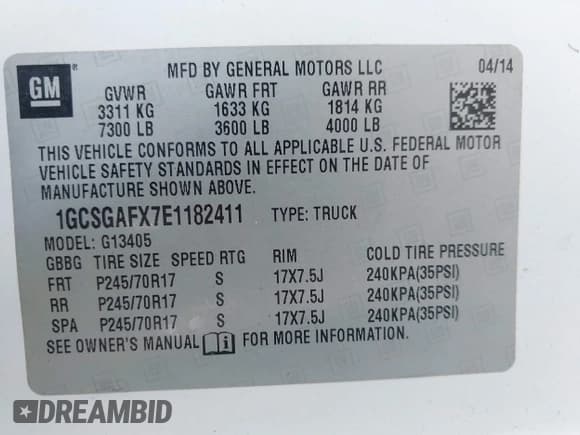 GM
®
MFD BY GENERAL MOTORS LLC 04/14
GVWR GAWR FRT GAWR RR
3311 KG 1633 KG 1814 KG
7300 LB 3600 LB 4000 LB
THIS VEHICLE CONFORMS TO ALL APPLICABLE U.S. FEDERAL MOTOR
VEHICLE SAFETY STANDARDS IN EFFECT ON THE DATE OF
MANUFACTURE SHOWN ABOVE.
1GCSGAFX7E1182411 TYPE: TRUCK
MODEL: G13405
GBBG TIRE SIZE SPEED RTG RIM COLD TIRE PRESSURE
FRT P245/70R17 S 17X7.5J 240KPA(35PSI)
RR P245/70R17 S 17X7.5J 240KPA(35PSI)
SPA P245/70R17 S 17X7.5J 240KPA(35PSI)
SEE OWNER'S MANUAL i FOR MORE INFORMATION.
DREAMBID